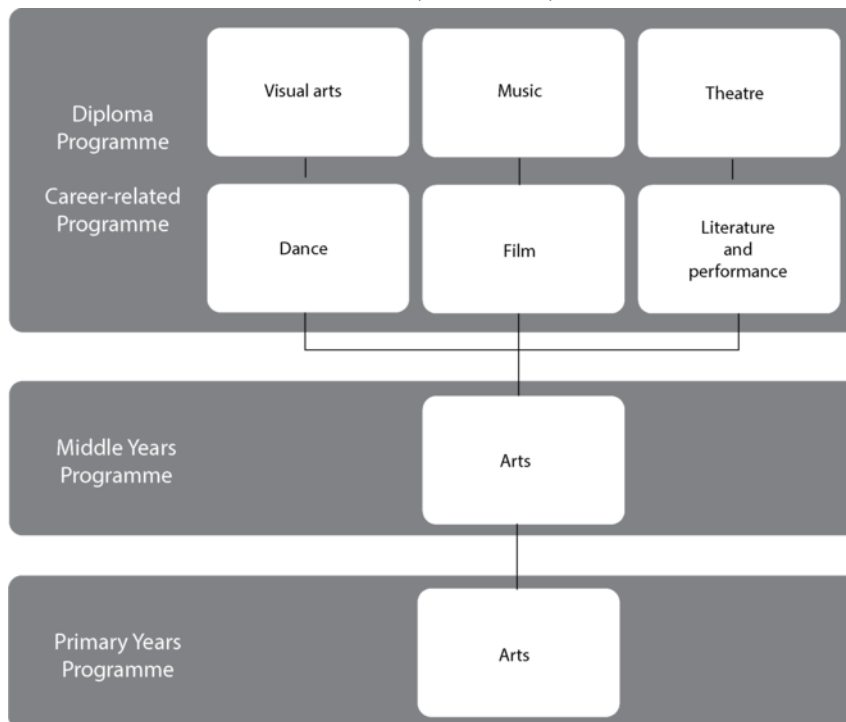 Diploma
Programme
Career-related
Programme
Visual arts
Music
Theatre
Dance
Film
Literature
and
performance
Middle Years
Programme
Arts
Primary Years
Programme
Arts